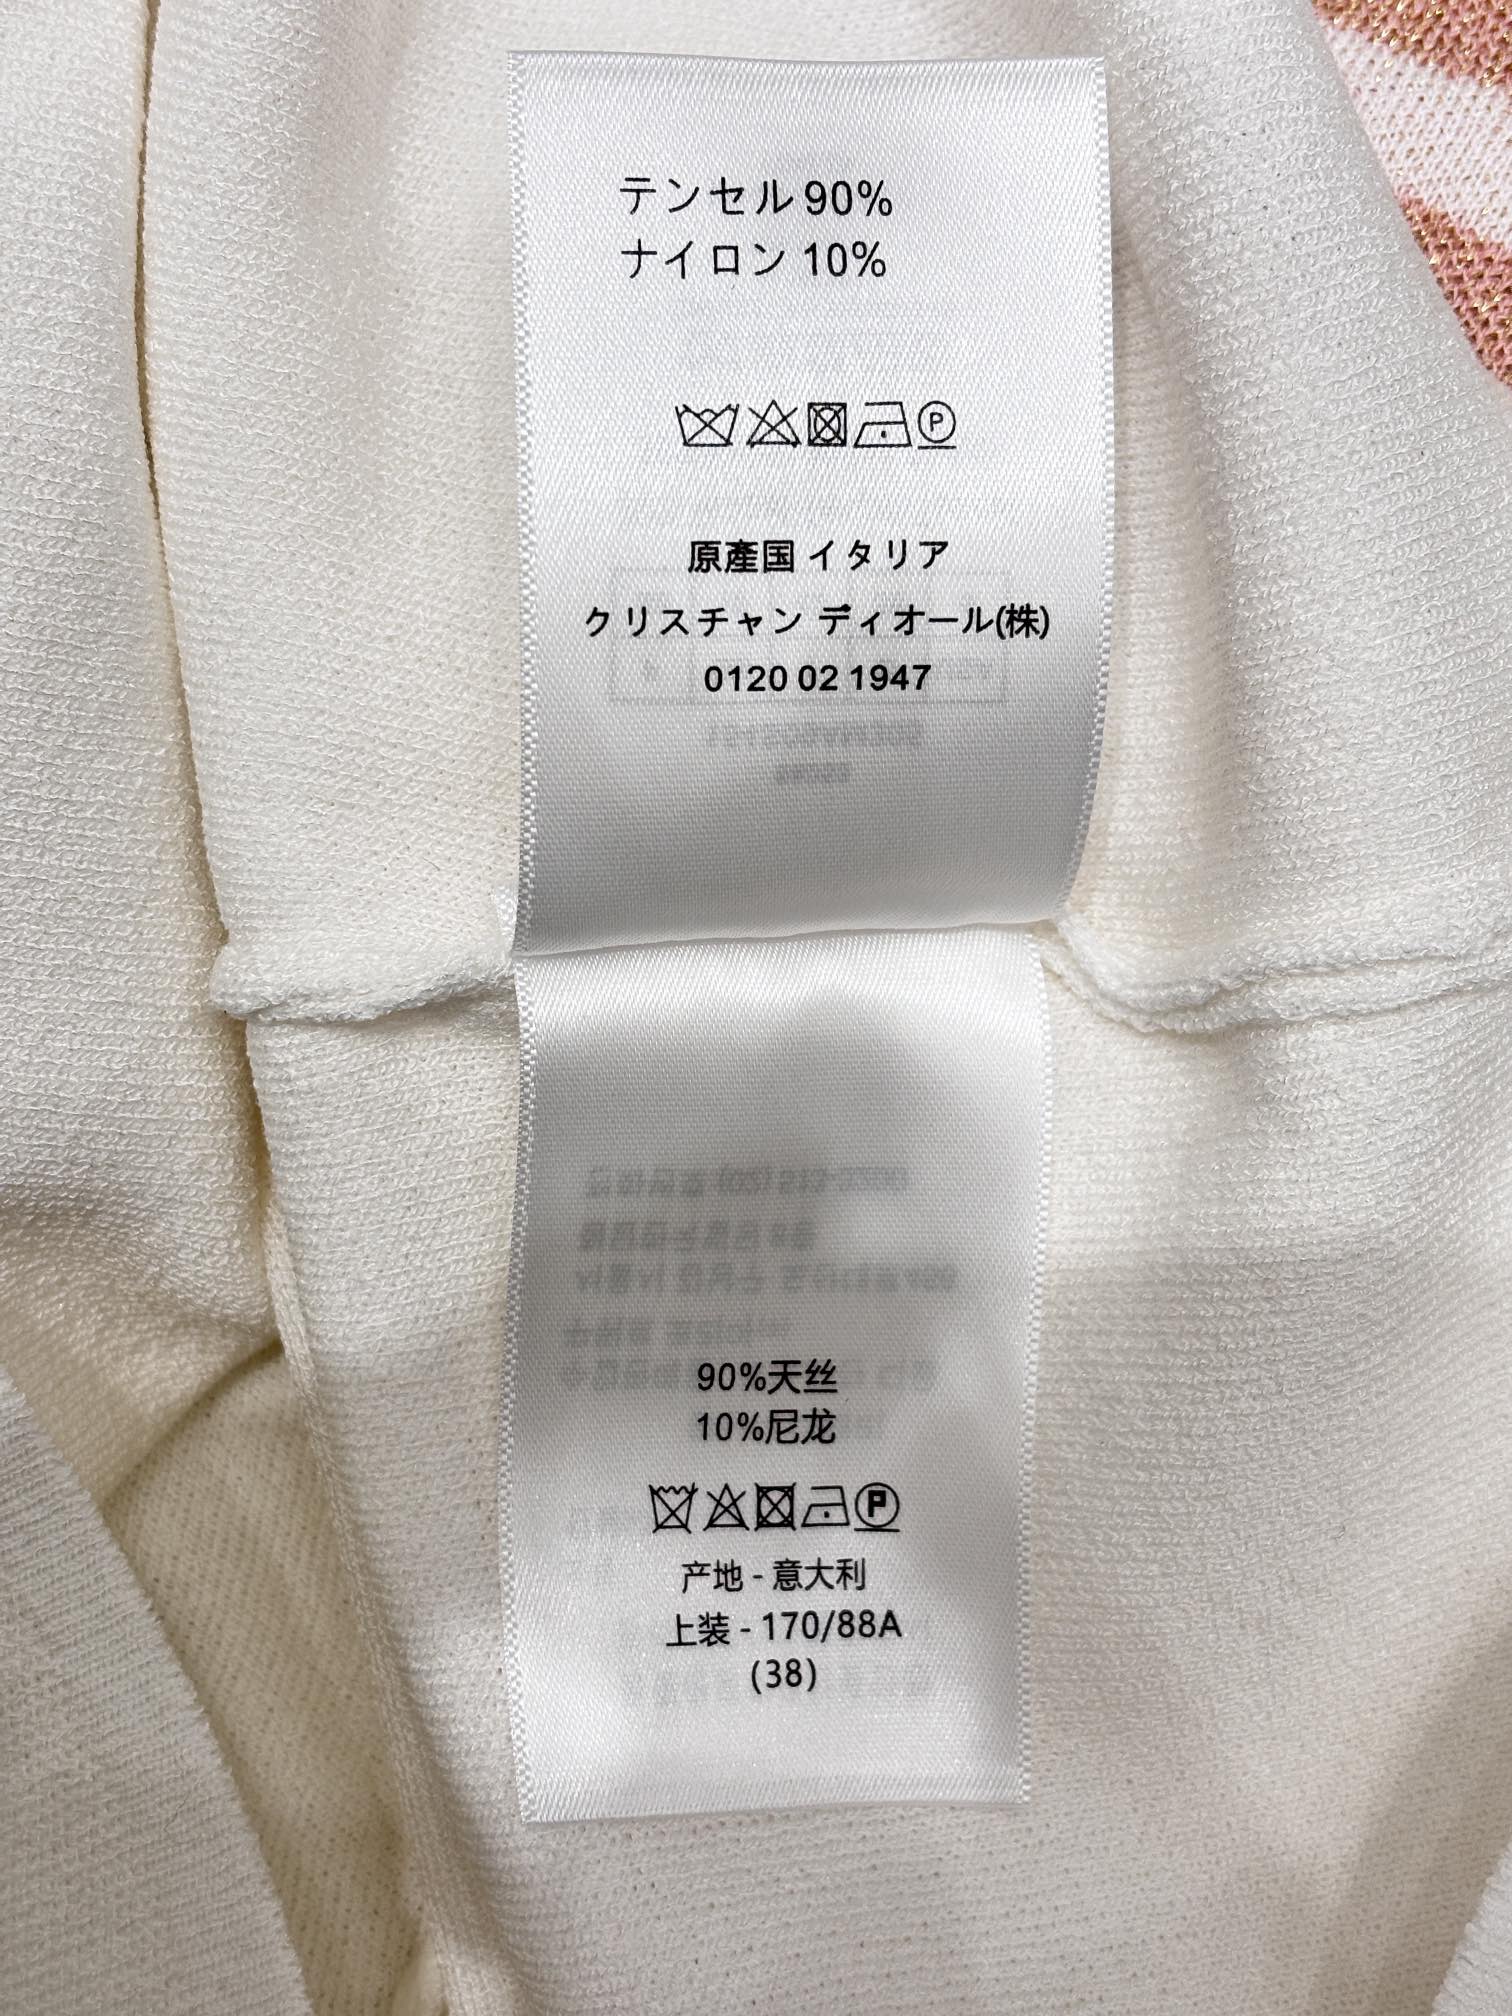 テンセル 90%
ナイロン 10%
P
原產国 イタリア
クリスチャン ディオール(株)
0120 02 1947
90%天丝
10%尼龙
P
产地 - 意大利
上装 - 170/88A
(38)